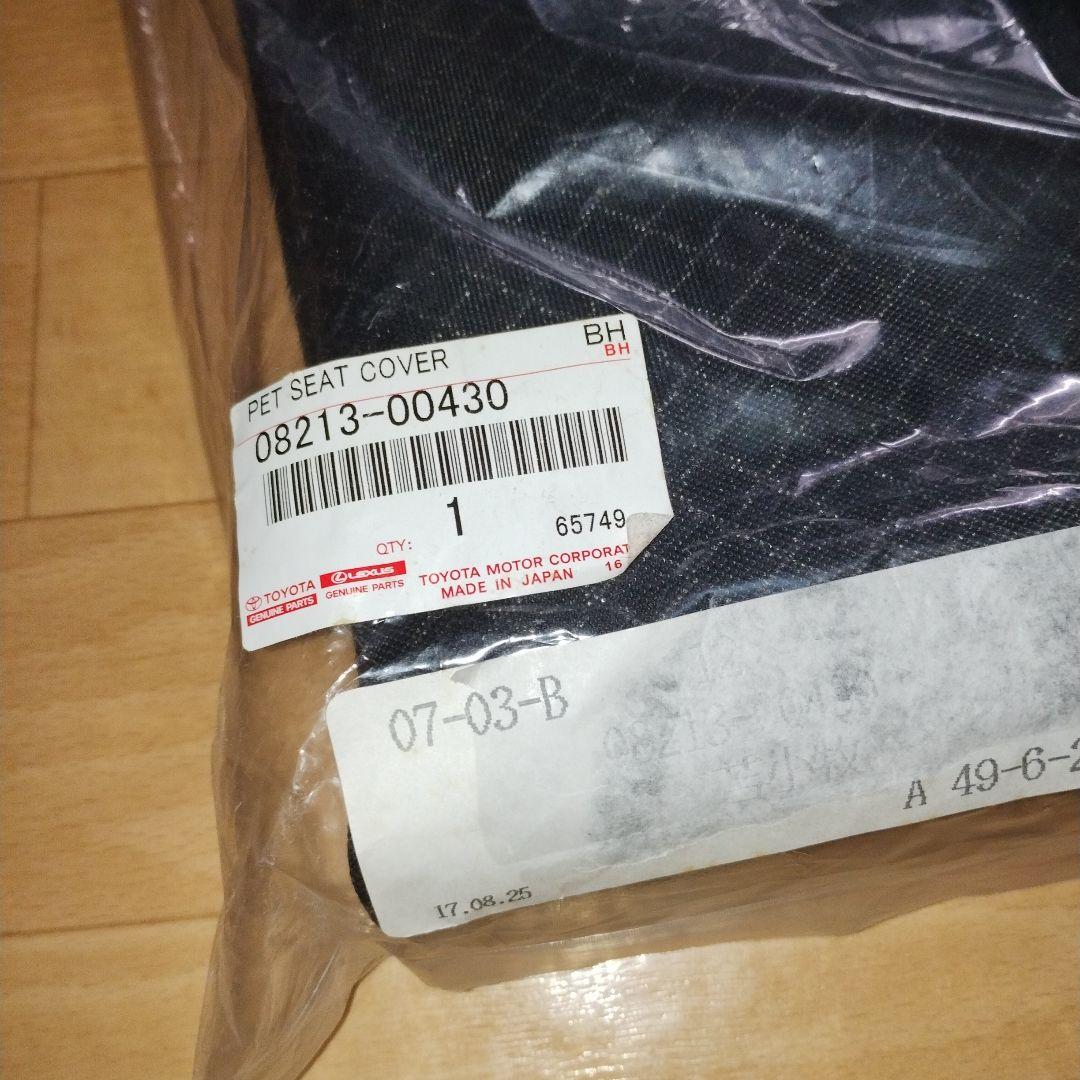 PET SEAT COVER
BH
BH
08213-00430
QTY: 1
65749
TOYOTA
GENUINE PARTS
LEXUS
GENUINE PARTS
TOYOTA MOTOR CORPORAT
MADE IN JAPAN 16
07-03-B
A 49-6-2
17.08.25